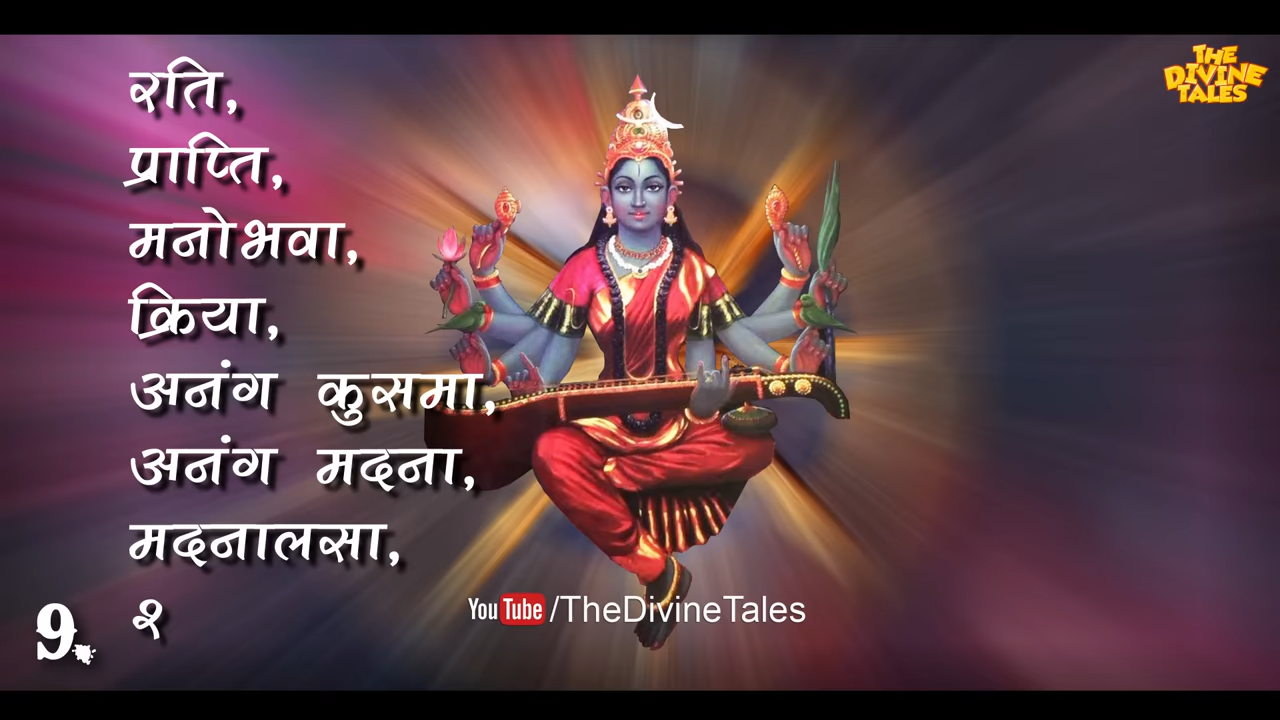 रति,
प्राप्ति,
मनोभवा,
क्रिया,
अनंग कुसमा,
अनंग मदना,
मदनालसा,
9.
THE
DIVINE
TALES
YouTube/TheDivineTales